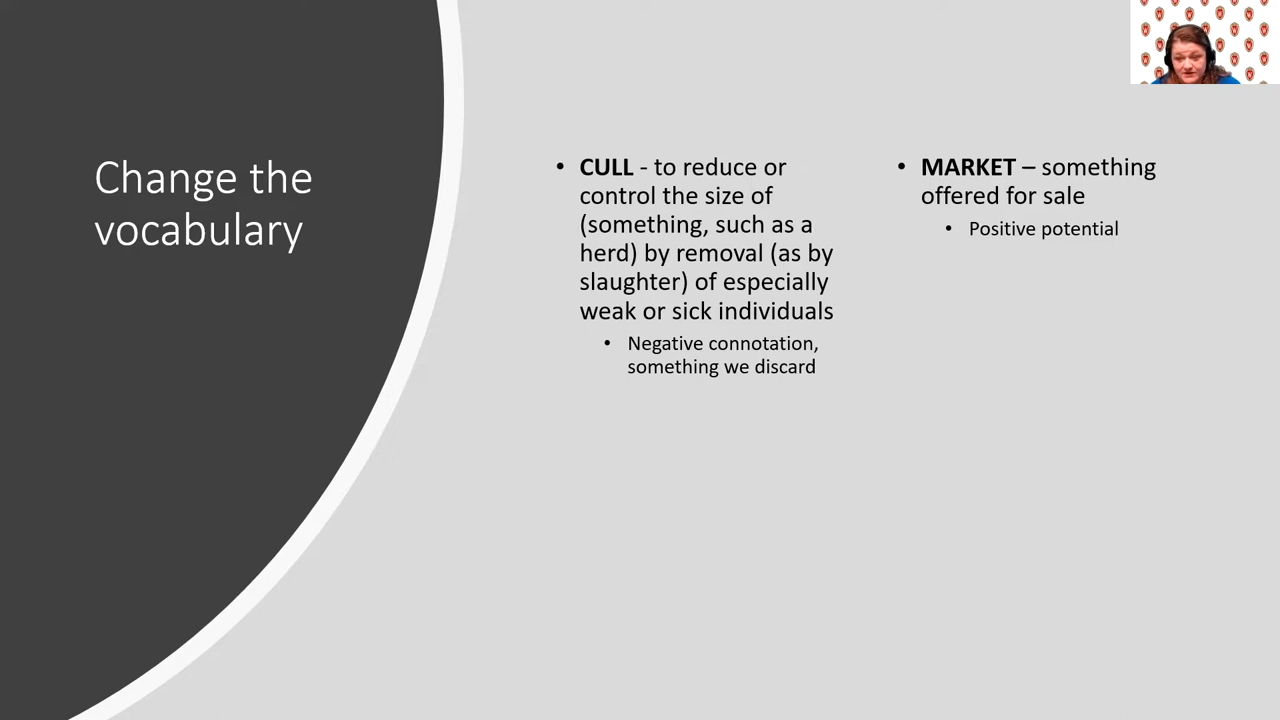 Change the
vocabulary
• CULL - to reduce or
control the size of
(something, such as a
herd) by removal (as by
slaughter) of especially
weak or sick individuals
• Negative connotation,
something we discard
• MARKET – something
offered for sale
• Positive potential